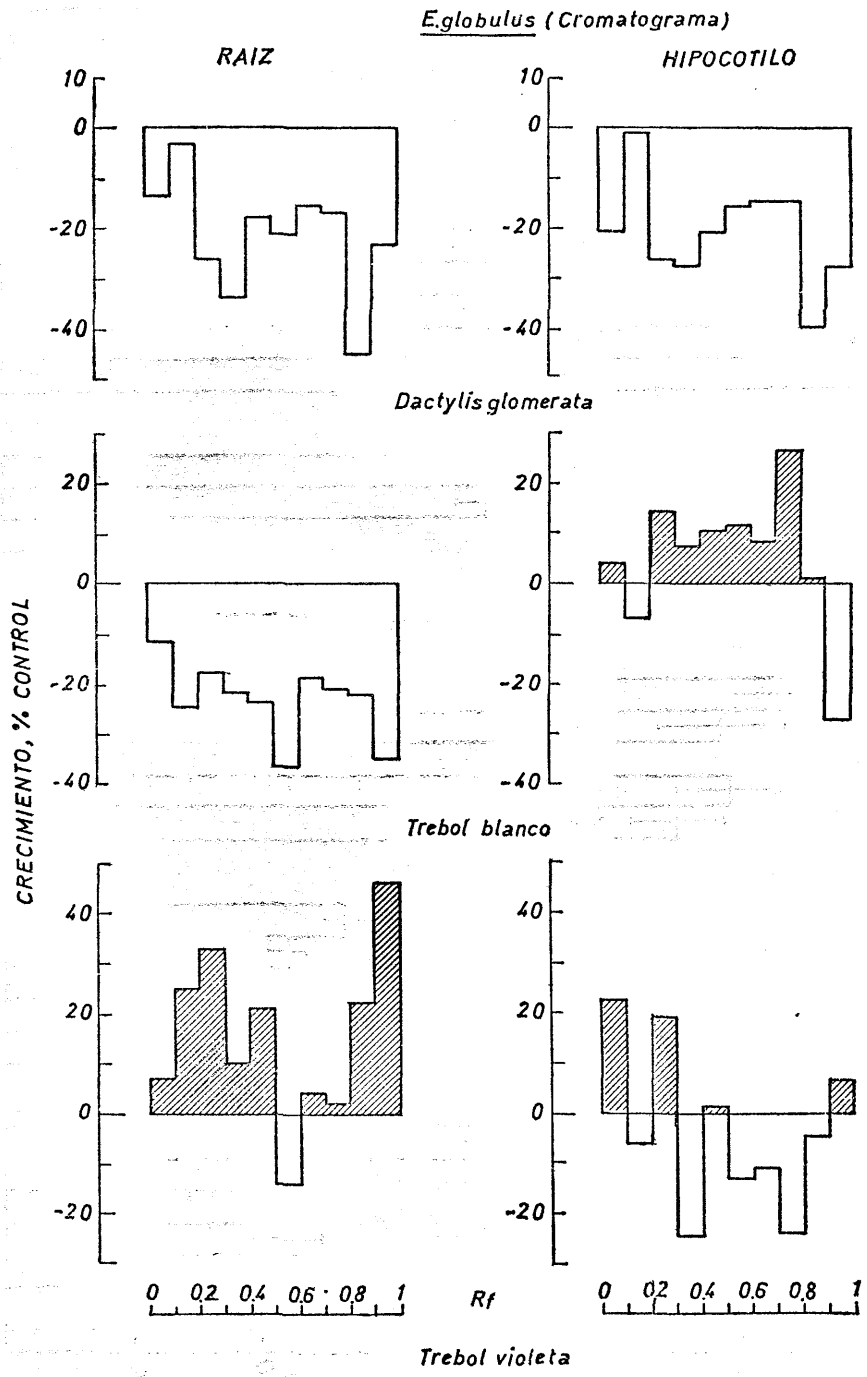 E.globulus (Cromatograma)
RAIZ
HIPOCOTILO
10
0
-20
-40
10
0
-20
-40
Dactylis glomerata
20
0
-20
-40
20
0
-20
-40
Trebol blanco
CRECIMIENTO, % CONTROL
40
20
0
-20
40
20
0
-20
0 0,2 0.4 0.6 0.8 1
Rf
0 0.2 0.4 0.6 0.8 1
Trebol violeta